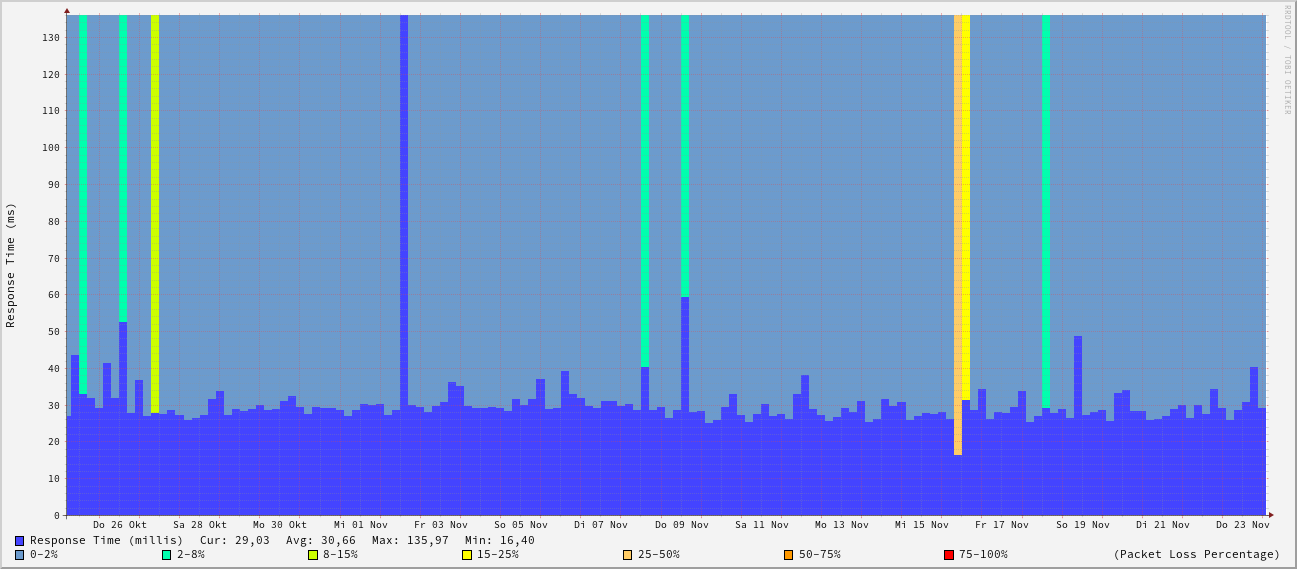 RRDTOOL / TOBI OETIKER
Response Time (ms)
130
120
110
100
90
80
70
60
50
40
30
20
10
0
Do 26 Okt Sa 28 Okt Mo 30 Okt Mi 01 Nov Fr 03 Nov So 05 Nov Di 07 Nov Do 09 Nov Sa 11 Nov Mo 13 Nov Mi 15 Nov Fr 17 Nov So 19 Nov Di 21 Nov Do 23 Nov
Response Time (millis) Cur: 29,03 Avg: 30,66 Max: 135,97 Min: 16,40
0-2% 2-8% 8-15% 15-25% 25-50% 50-75% 75-100% (Packet Loss Percentage)